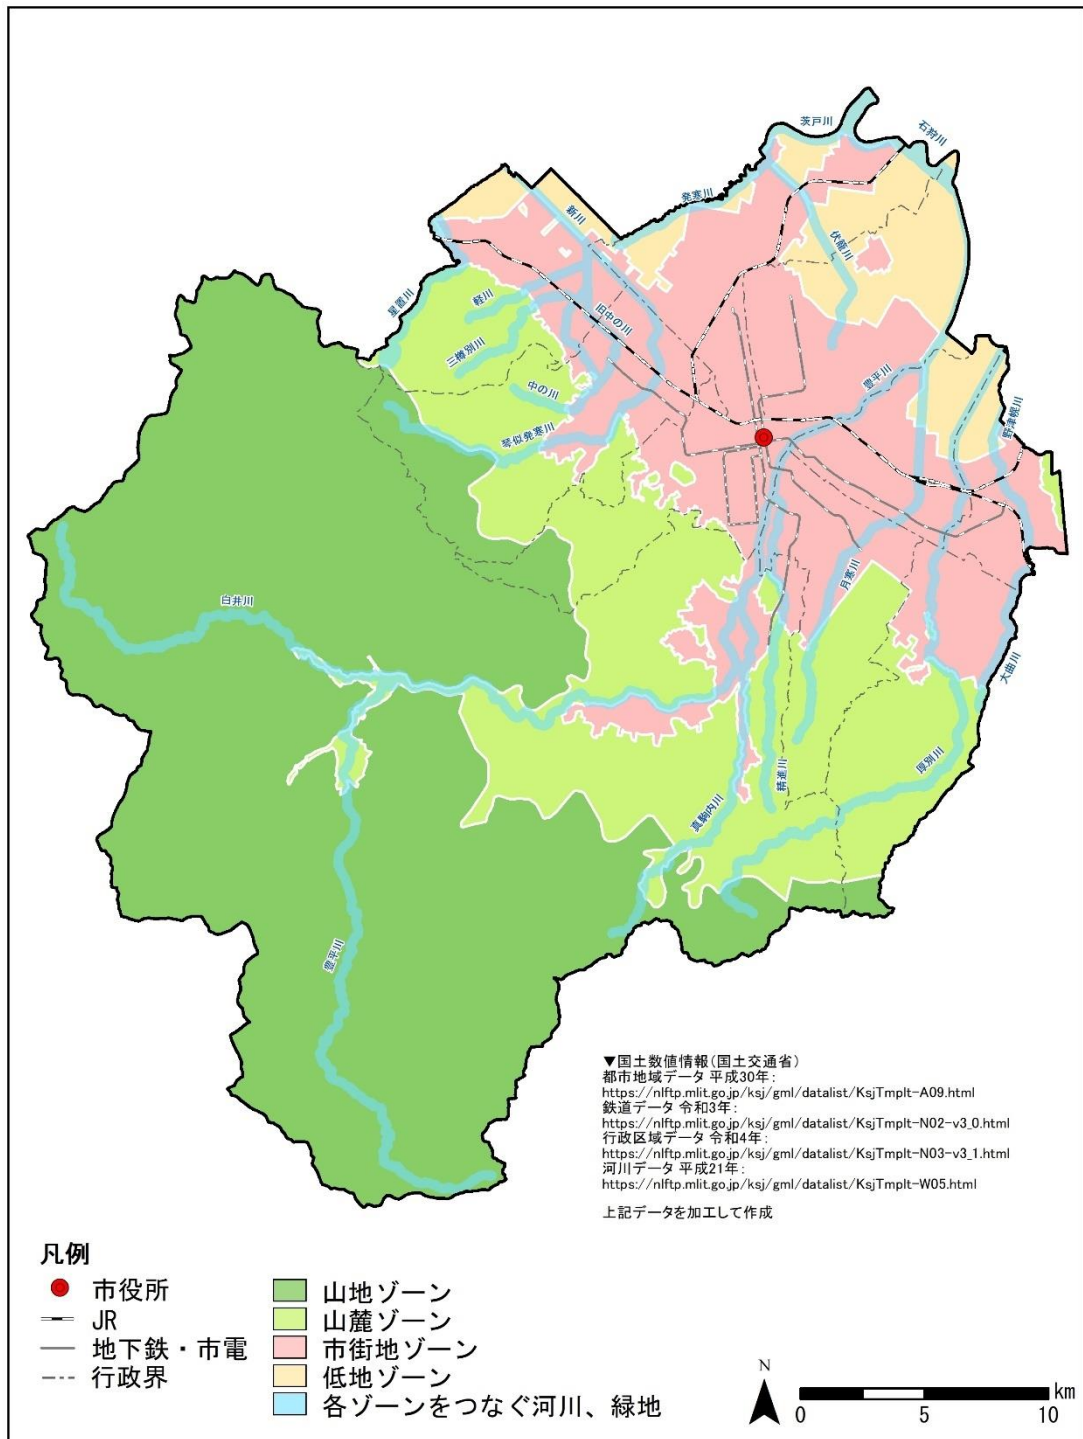 茨戸川
石狩川
発寒川
新川
伏籠川
星置川
軽川
旧中の川
三樽別川
中の川
豊平川
野津幌川
琴似発寒川
月寒川
白井川
大曲川
厚別川
精進川
真駒内川
豊平川
▼国土数値情報(国土交通省)
都市地域データ 平成30年:
https://nlftp.mlit.go.jp/ksj/gml/datalist/KsjTmplt-A09.html
鉄道データ 令和3年:
https://nlftp.mlit.go.jp/ksj/gml/datalist/KsjTmplt-N02-v3_0.html
行政区域データ 令和4年:
https://nlftp.mlit.go.jp/ksj/gml/datalist/KsjTmplt-N03-v3_1.html
河川データ 平成21年:
https://nlftp.mlit.go.jp/ksj/gml/datalist/KsjTmplt-W05.html
上記データを加工して作成
凡例
市役所
JR
地下鉄・市電
行政界
山地ゾーン
山麓ゾーン
市街地ゾーン
低地ゾーン
各ゾーンをつなぐ河川、緑地
N
km
0 5 10